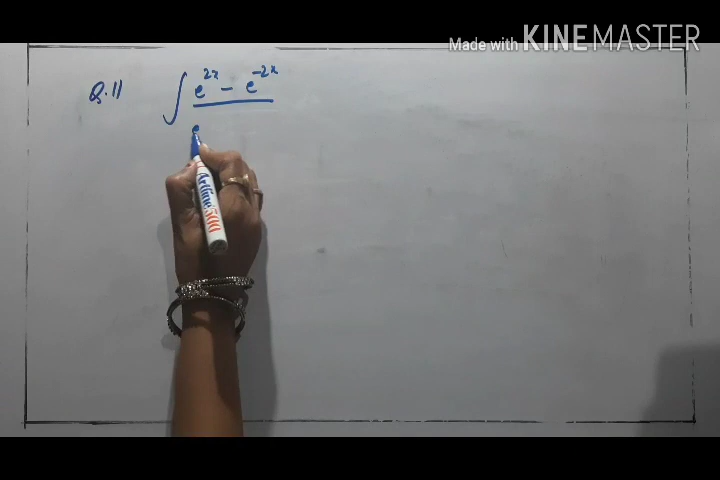 Made with KINEMASTER
Q.11 ∫ e^2x - e^-2x
e
Artline 500